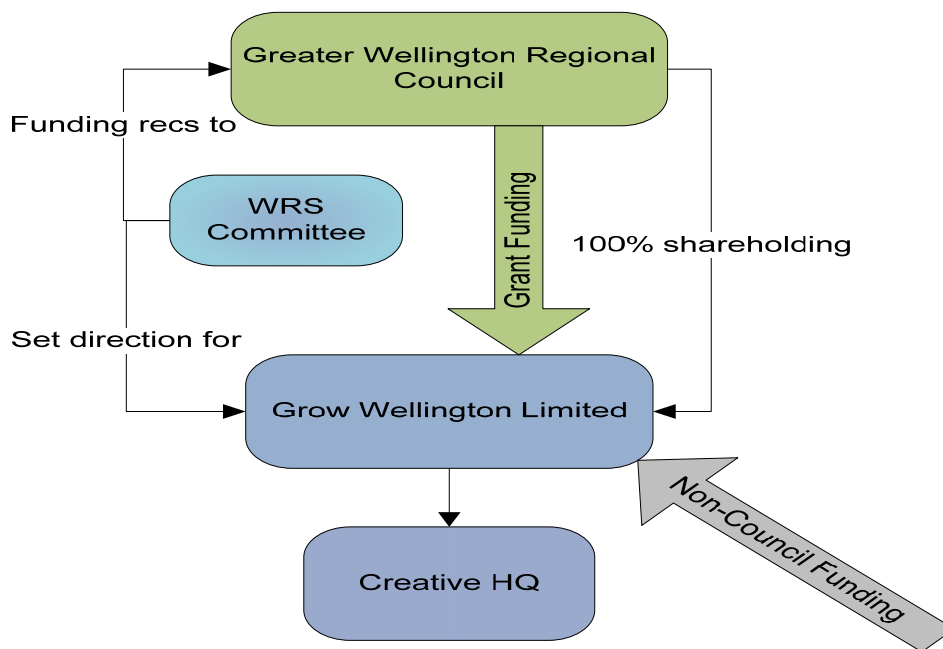 Greater Wellington Regional
Council
Funding recs to
WRS
Committee
Grant Funding
100% shareholding
Set direction for
Grow Wellington Limited
Non-Council Funding
Creative HQ